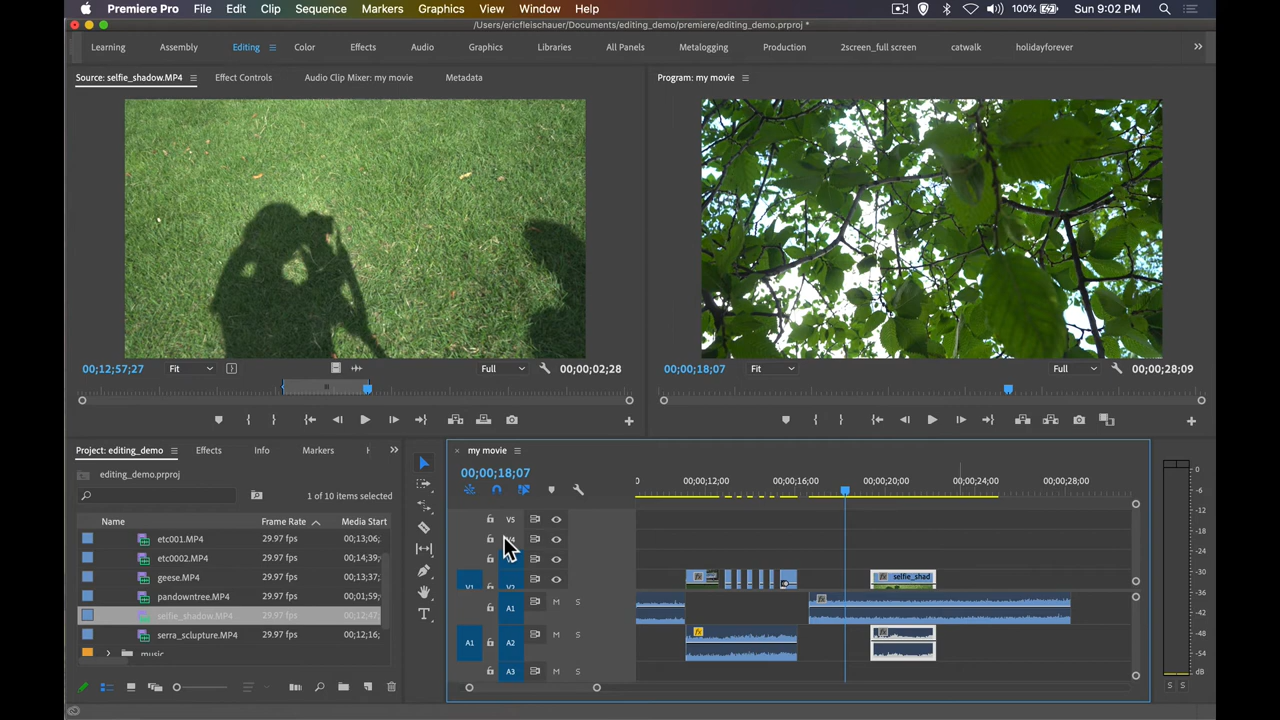 Premiere Pro File Edit Clip Sequence Markers Graphics View Window Help 100% Sun 9:02 PM
/Users/ericfleischauer/Documents/editing_demo/premiere/editing_demo.prproj *
Learning Assembly Editing Color Effects Audio Graphics Libraries All Panels Metalogging Production 2screen_full screen catwalk holidayforever
Source: selfie_shadow.MP4 Effect Controls Audio Clip Mixer: my movie Metadata Program: my movie
00;12;57;27 Fit Full 00;00;02;28 00;00;18;07 Fit Full 00;00;28;09
Project: editing_demo Effects Info Markers
editing_demo.prproj
1 of 10 items selected
Name Frame Rate Media Start
etc001.MP4 29.97 fps 00;13;06;
etc0002.MP4 29.97 fps 00;14;39;
geese.MP4 29.97 fps 00;13;07;
pandowntree.MP4 29.97 fps 00;01;59;
selfie_shadow.MP4 29.97 fps 00;12;47;
serra_sclupture.MP4 29.97 fps 00;12;16;
music
my movie
00;00;18;07
0 00;00;12;00 00;00;16;00 00;00;20;00 00;00;24;00 00;00;28;00
V5
V1 V2 fx fx selfie_shad
A1 M S fx
A1 A2 M S fx fx
A3 M S
0
-6
-12
-18
-24
-30
-36
-42
-48
-54
dB
S S